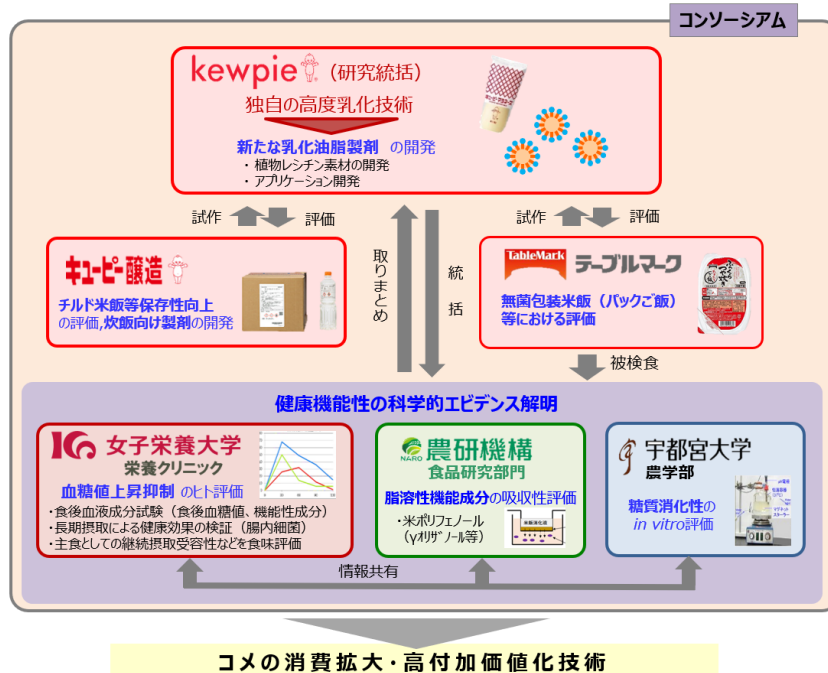 コンソーシアム
kewpie (研究統括)
独自の高度乳化技術
新たな乳化油脂製剤 の開発
・植物レシチン素材の開発
・アプリケーション開発
試作 評価
試作 評価
取りまとめ
統括
キユーピー醸造
チルド米飯等保存性向上
の評価,炊飯向け製剤の開発
TableMark テーブルマーク
無菌包装米飯(パックご飯)
等における評価
被検食
健康機能性の科学的エビデンス解明
女子栄養大学
栄養クリニック
血糖値上昇抑制 のヒト評価
・食後血液成分試験(食後血糖値、機能性成分)
・長期摂取による健康効果の検証(腸内細菌)
・主食としての継続摂取受容性などを食味評価
NARO 農研機構
食品研究部門
脂溶性機能成分の吸収性評価
・米ポリフェノール
(γオリザノール等)
宇都宮大学
農学部
糖質消化性の
in vitro評価
情報共有
コメの消費拡大・高付加価値化技術